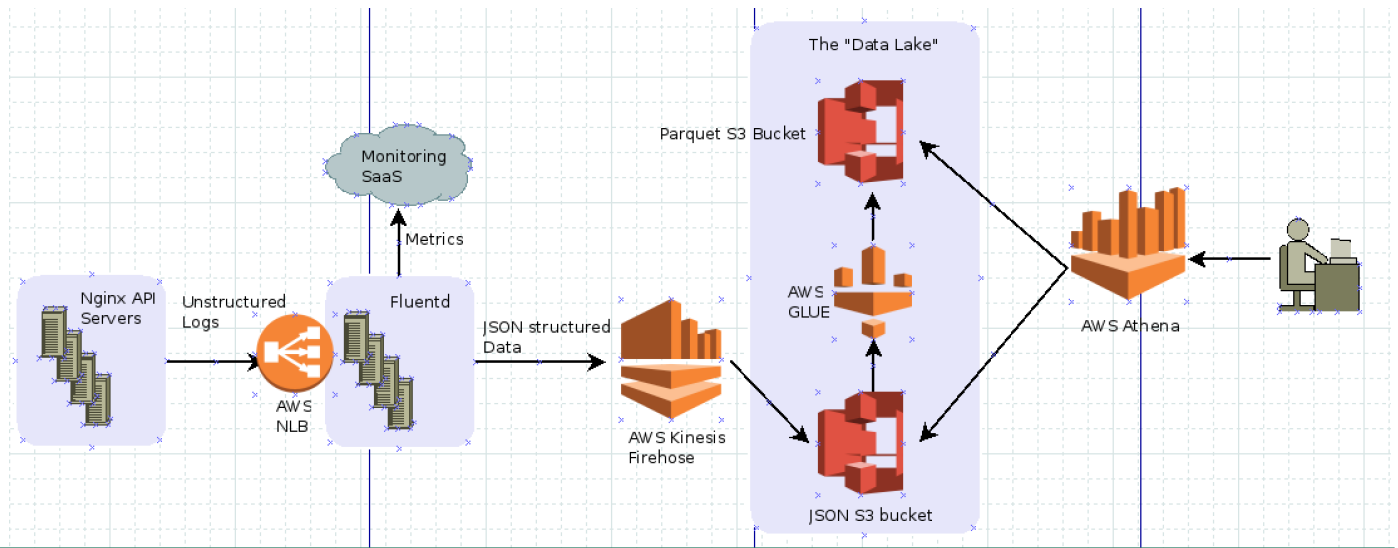 The "Data Lake"
Parquet S3 Bucket
Monitoring
SaaS
Metrics
Nginx API
Servers
Unstructured
Logs
AWS
NLB
Fluentd
JSON structured
Data
AWS Kinesis
Firehose
AWS
GLUE
JSON S3 bucket
AWS Athena